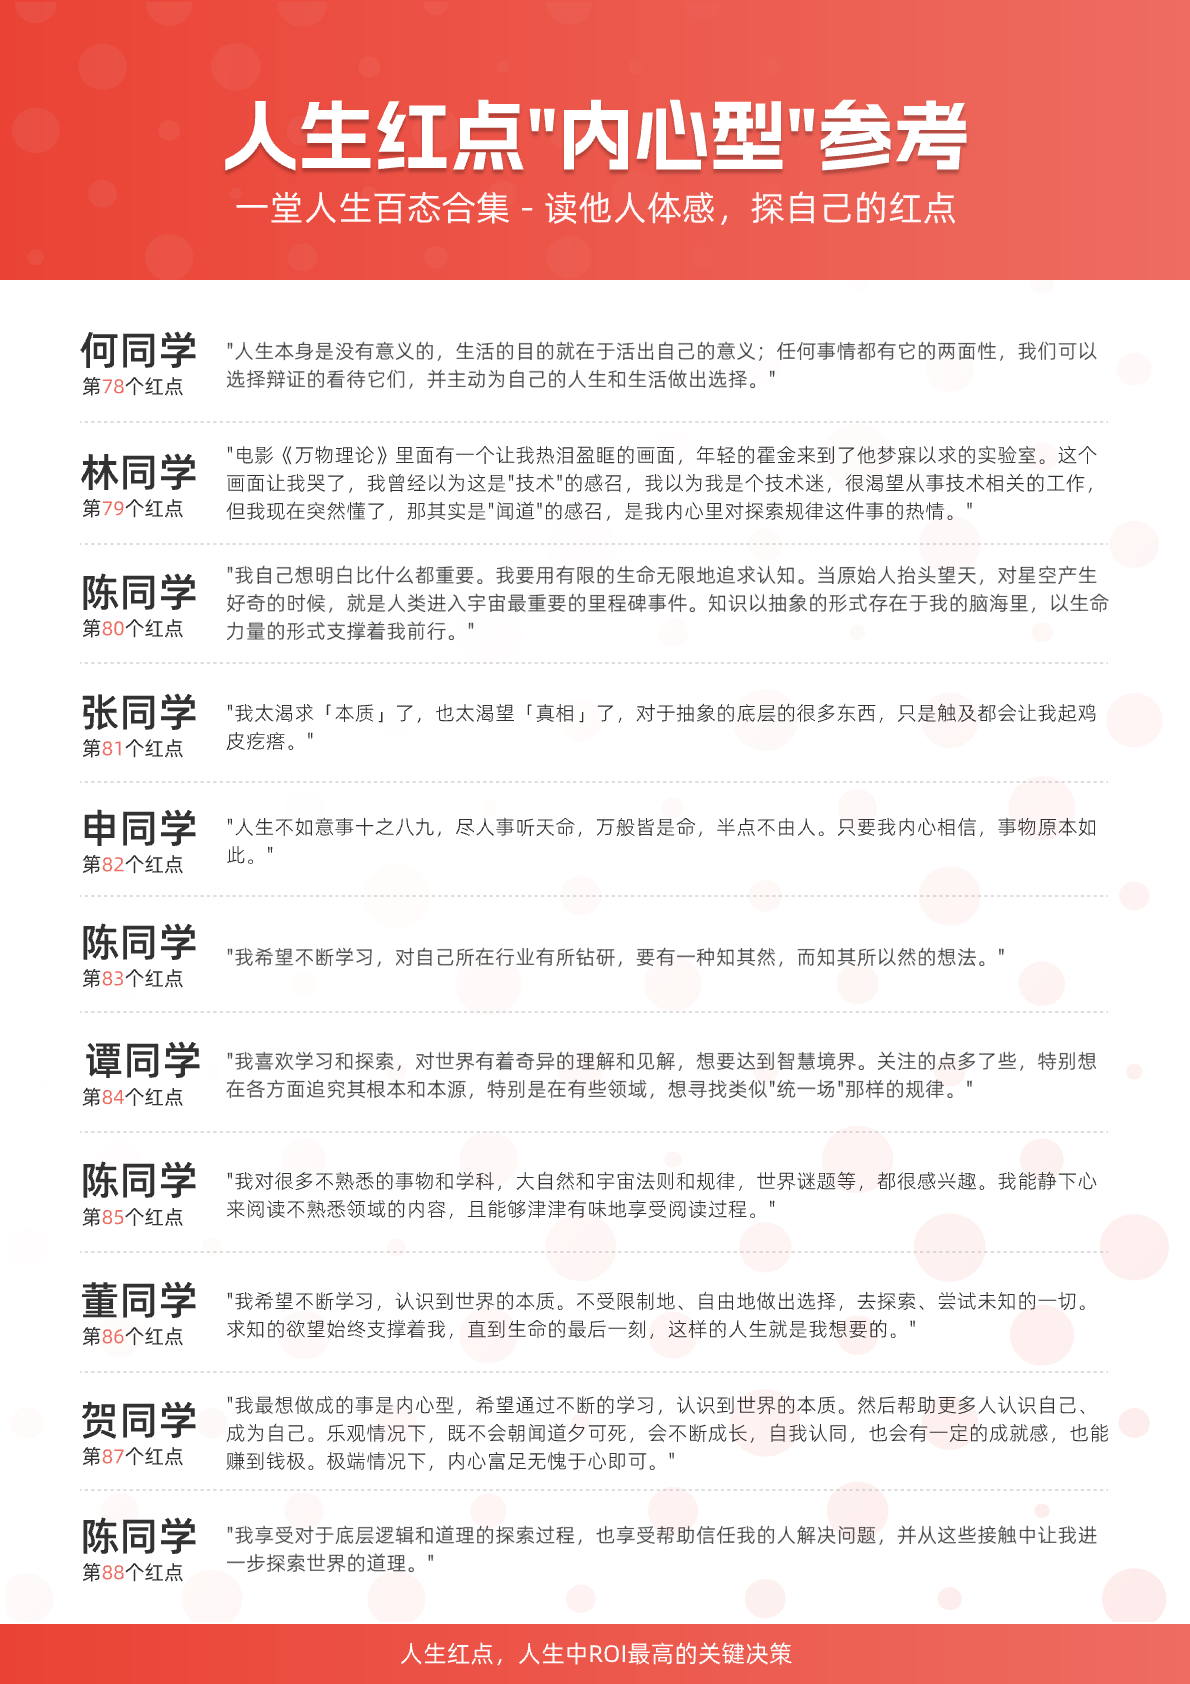 人生红点"内心型"参考
一堂人生百态合集 - 读他人体感，探自己的红点
何同学
第78个红点
"人生本身是没有意义的，生活的目的就在于活出自己的意义；任何事情都有它的两面性，我们可以
选择辩证的看待它们，并主动为自己的人生和生活做出选择。"
林同学
第79个红点
"电影《万物理论》里面有一个让我热泪盈眶的画面，年轻的霍金来到了他梦寐以求的实验室。这个
画面让我哭了，我曾经以为这是"技术"的感召，我以为我是个技术迷，很渴望从事技术相关的工作，
但我现在突然懂了，那其实是"闻道"的感召，是我内心里对探索规律这件事的热情。"
陈同学
第80个红点
"我自己想明白比什么都重要。我要用有限的生命无限地追求认知。当原始人抬头望天，对星空产生
好奇的时候，就是人类进入宇宙最重要的里程碑事件。知识以抽象的形式存在于我的脑海里，以生命
力量的形式支撑着我前行。"
张同学
第81个红点
"我太渴求「本质」了，也太渴望「真相」了，对于抽象的底层的很多东西，只是触及都会让我起鸡
皮疙瘩。"
申同学
第82个红点
"人生不如意事十之八九，尽人事听天命，万般皆是命，半点不由人。只要我内心相信，事物原本如
此。"
陈同学
第83个红点
"我希望不断学习，对自己所在行业有所钻研，要有一种知其然，而知其所以然的想法。"
谭同学
第84个红点
"我喜欢学习和探索，对世界有着奇异的理解和见解，想要达到智慧境界。关注的点多了些，特别想
在各方面追究其根本和本源，特别是在有些领域，想寻找类似"统一场"那样的规律。"
陈同学
第85个红点
"我对很多不熟悉的事物和学科，大自然和宇宙法则和规律，世界谜题等，都很感兴趣。我能静下心
来阅读不熟悉领域的内容，且能够津津有味地享受阅读过程。"
董同学
第86个红点
"我希望不断学习，认识到世界的本质。不受限制地、自由地做出选择，去探索、尝试未知的一切。
求知的欲望始终支撑着我，直到生命的最后一刻，这样的人生就是我想要的。"
贺同学
第87个红点
"我最想做成的事是内心型，希望通过不断的学习，认识到世界的本质。然后帮助更多人认识自己、
成为自己。乐观情况下，既不会朝闻道夕可死，会不断成长，自我认同，也会有一定的成就感，也能
赚到钱极。极端情况下，内心富足无愧于心即可。"
陈同学
第88个红点
"我享受对于底层逻辑和道理的探索过程，也享受帮助信任我的人解决问题，并从这些接触中让我进
一步探索世界的道理。"
人生红点，人生中ROI最高的关键决策